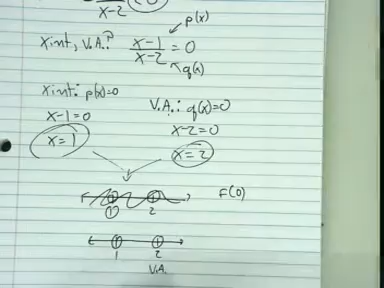 x-2 < 0
p(x)
x int, V.A.? x-1/x-2 = 0
q(x)
x int: p(x)=0
V.A.: q(x)=0
x-1=0
x-2=0
x=1
x=2
F(0)
1 2
1 2
V.A.